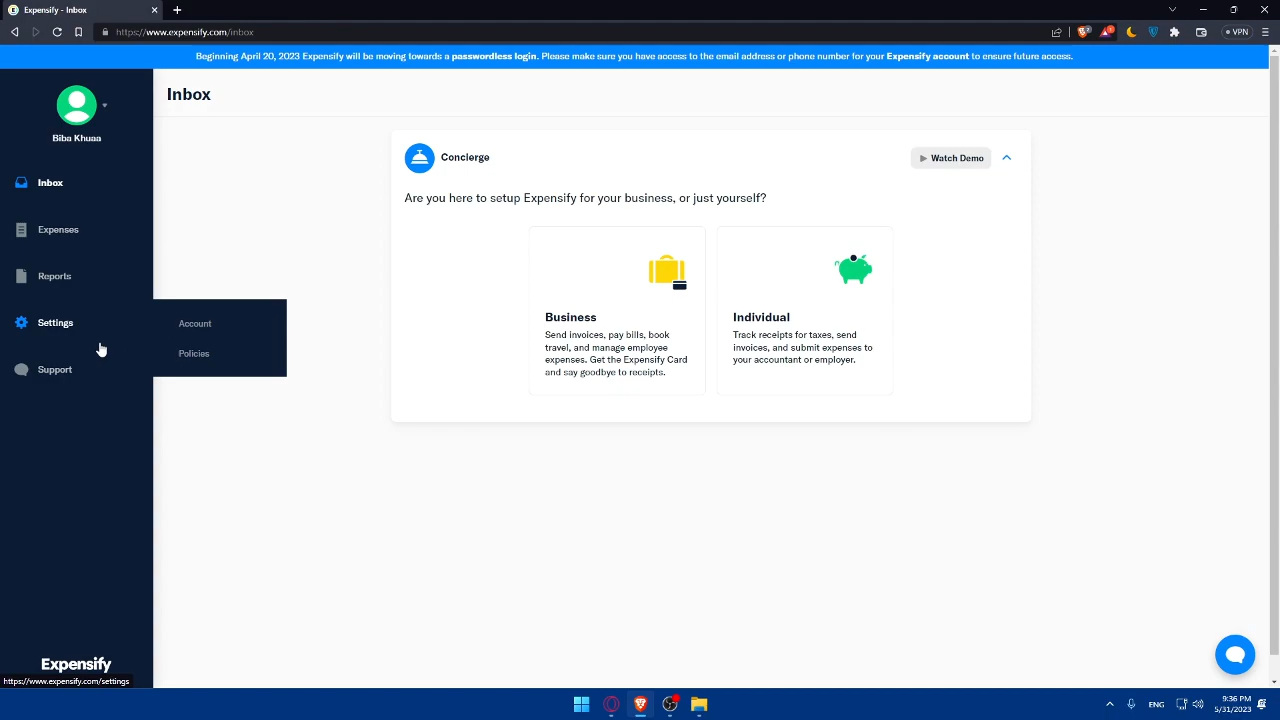 Expensify - Inbox
https://www.expensify.com/inbox
VPN
Beginning April 20, 2023 Expensify will be moving towards a passwordless login. Please make sure you have access to the email address or phone number for your Expensify account to ensure future access.
Biba Khuaa
Inbox
Expenses
Reports
Settings
Support
Account
Policies
Inbox
Concierge
Watch Demo
Are you here to setup Expensify for your business, or just yourself?
Business
Send invoices, pay bills, book
travel, and manage employee
expenses. Get the Expensify Card
and say goodbye to receipts.
Individual
Track receipts for taxes, send
invoices, and submit expenses to
your accountant or employer.
Expensify
https://www.expensify.com/settings
ENG
9:36 PM
5/31/2023